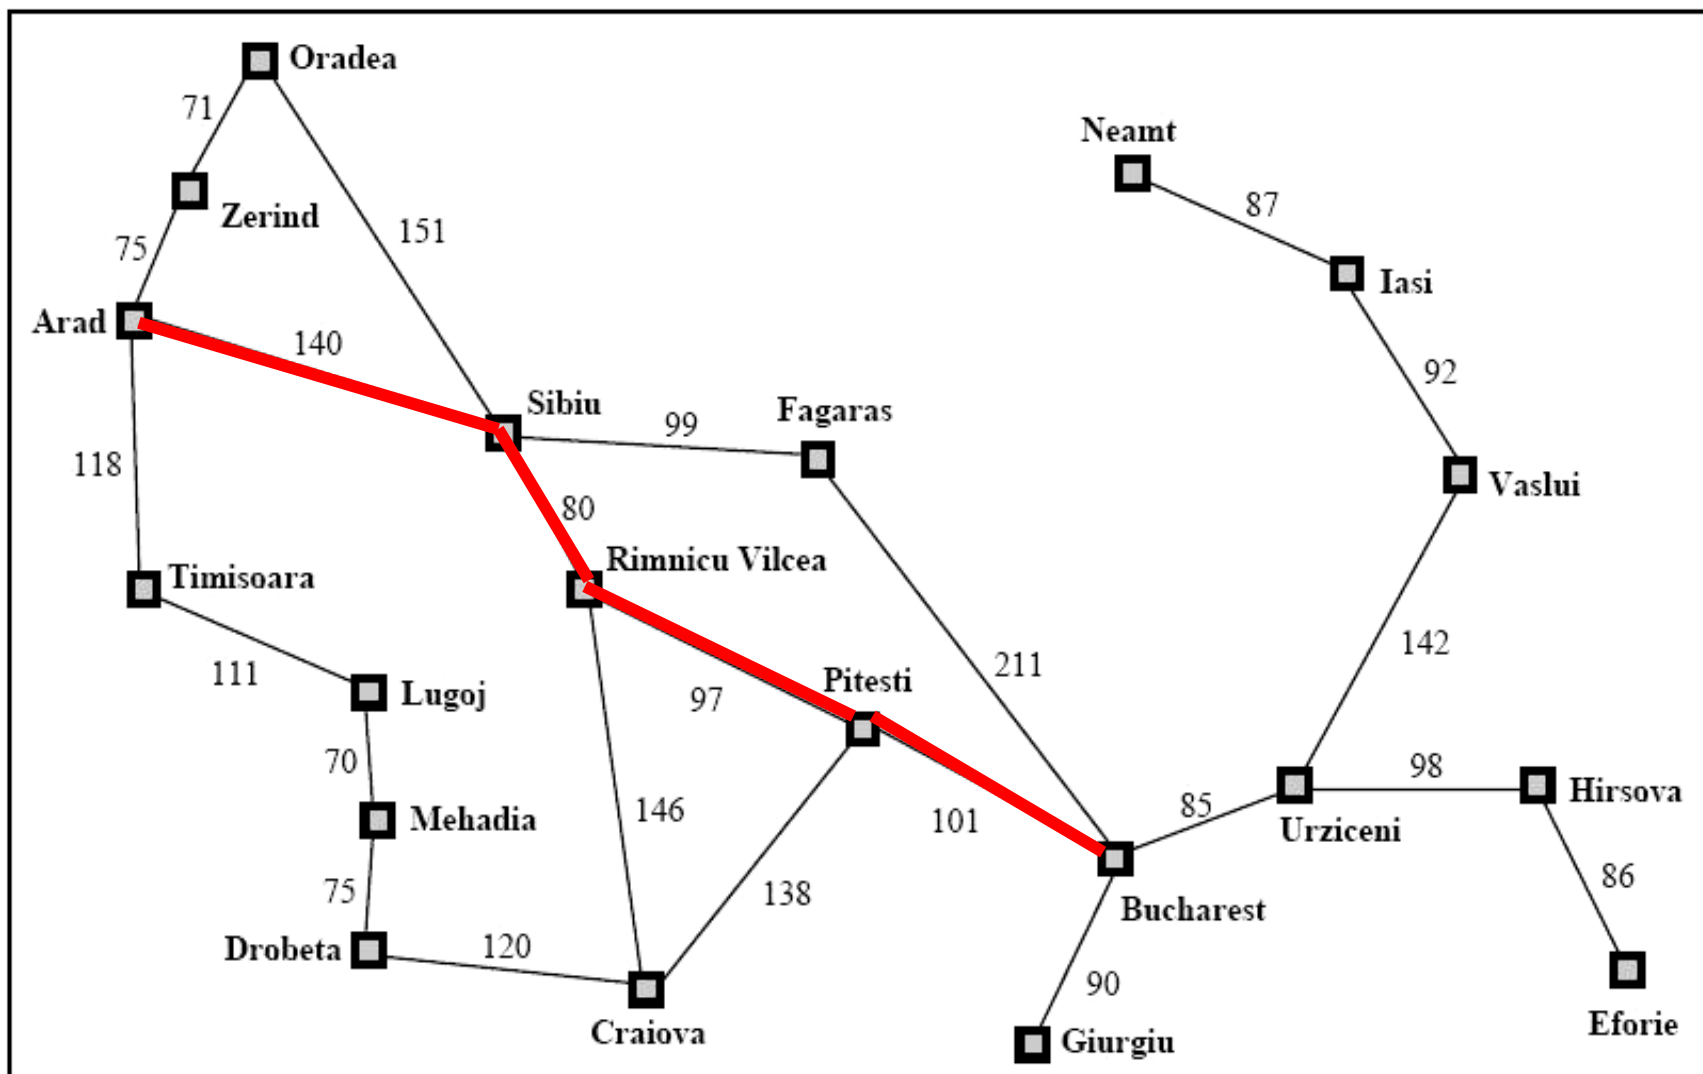 Oradea
71
Neamt
87
Zerind
151
75
Iasi
Arad
140
92
Sibiu
Fagaras
99
118
Vaslui
80
Rimnicu Vilcea
Timisoara
142
211
111
Pitesti
Lugoj
97
70
98
Hirsova
85
146
101
Mehadia
Urziceni
86
75
138
Bucharest
Drobeta
120
90
Eforie
Craiova
Giurgiu